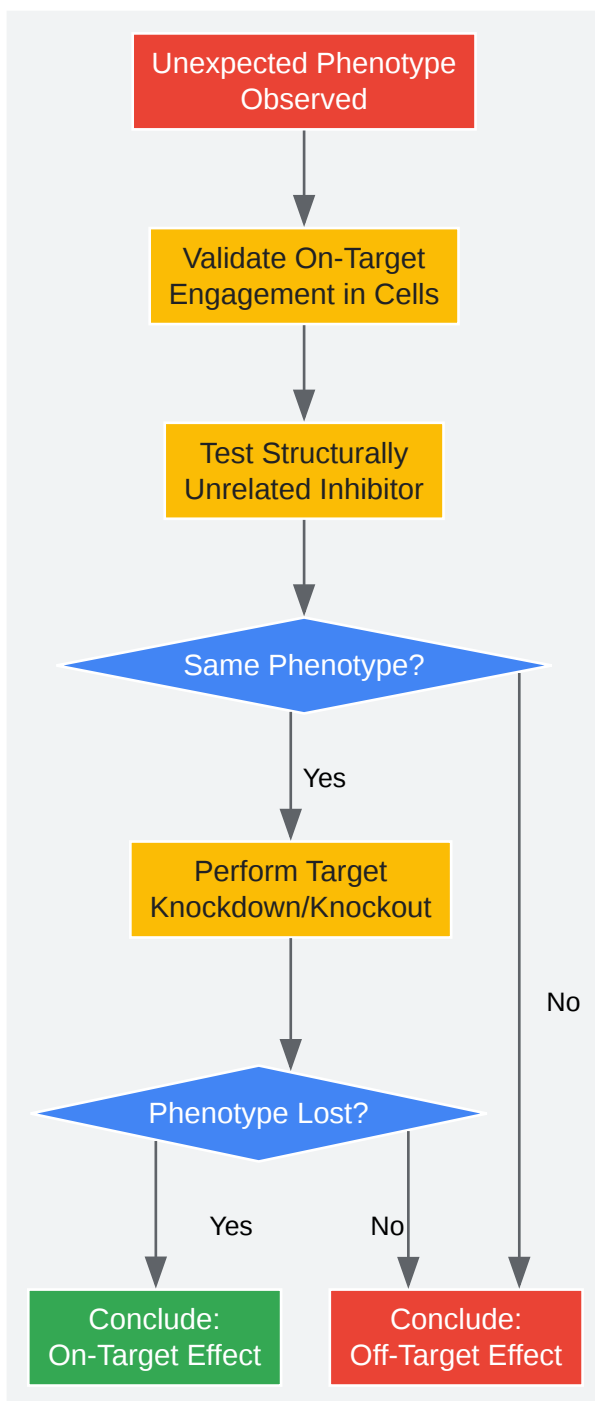 Unexpected Phenotype
Observed
Validate On-Target
Engagement in Cells
Test Structurally
Unrelated Inhibitor
Same Phenotype?
Yes
Perform Target
Knockdown/Knockout
No
Phenotype Lost?
Yes
No
Conclude:
On-Target Effect
Conclude:
Off-Target Effect